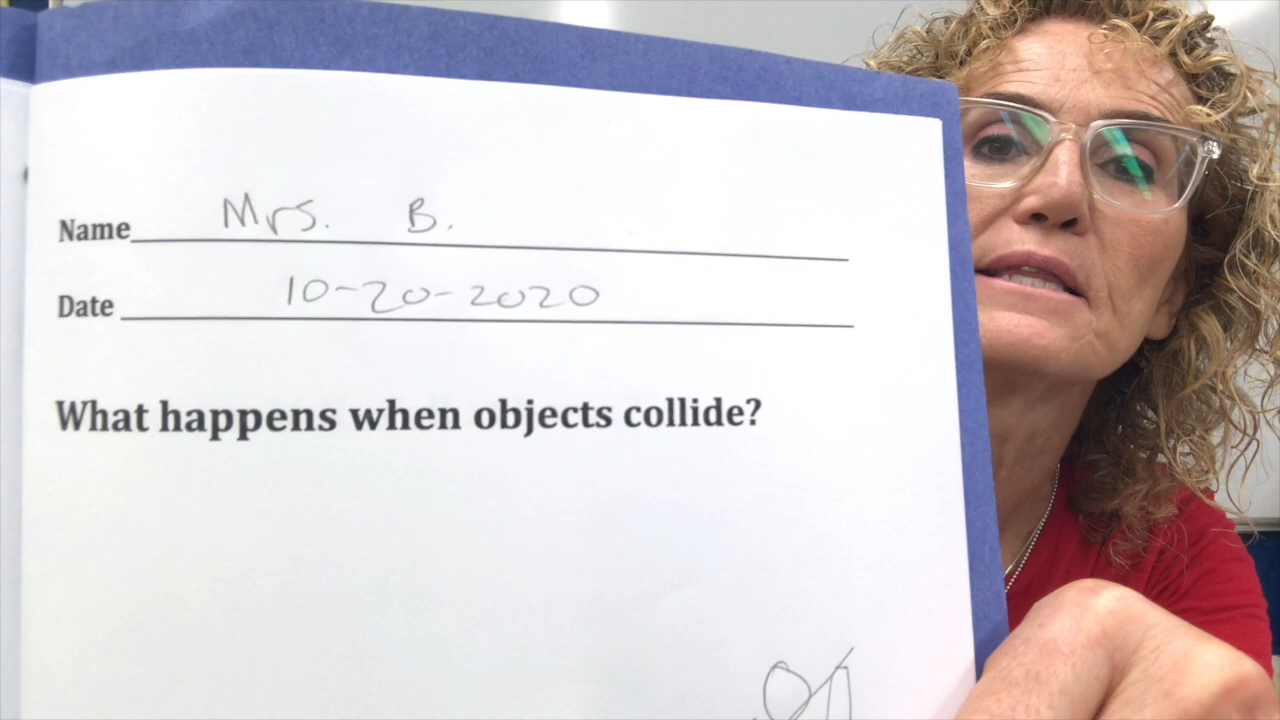 Name Mrs. B.
Date 10-20-2020
What happens when objects collide?